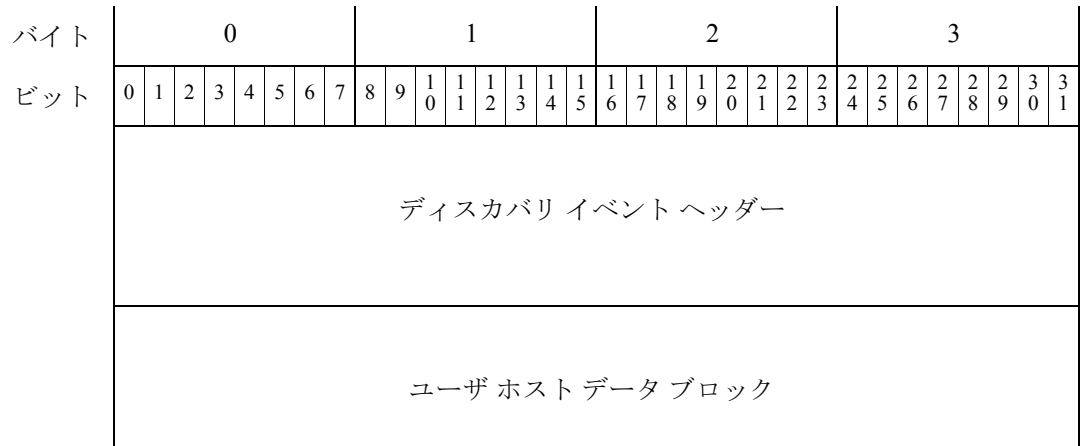 バイト 0 1 2 3
ビット 0 1 2 3 4 5 6 7 8 9 10 11 12 13 14 15 16 17 18 19 20 21 22 23 24 25 26 27 28 29 30 31
ディスカバリ イベント ヘッダー
ユーザ ホスト データ ブロック